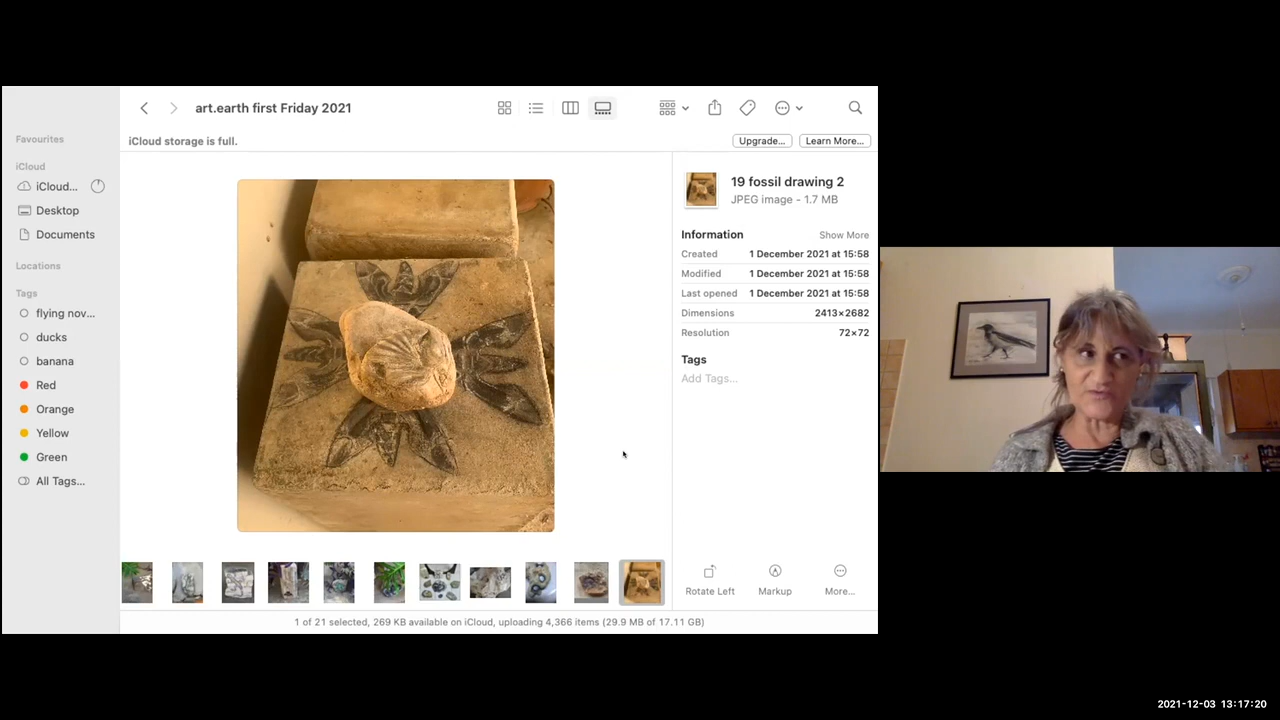 art.earth first Friday 2021
iCloud storage is full.
Upgrade...
Learn More...
Favourites
iCloud
iCloud...
Desktop
Documents
Locations
Tags
flying nov...
ducks
banana
Red
Orange
Yellow
Green
All Tags...
19 fossil drawing 2
JPEG image - 1.7 MB
Information Show More
Created 1 December 2021 at 15:58
Modified 1 December 2021 at 15:58
Last opened 1 December 2021 at 15:58
Dimensions 2413×2682
Resolution 72×72
Tags
Add Tags...
Rotate Left
Markup
More...
1 of 21 selected, 269 KB available on iCloud, uploading 4,366 items (29.9 MB of 17.11 GB)
2021-12-03 13:17:20